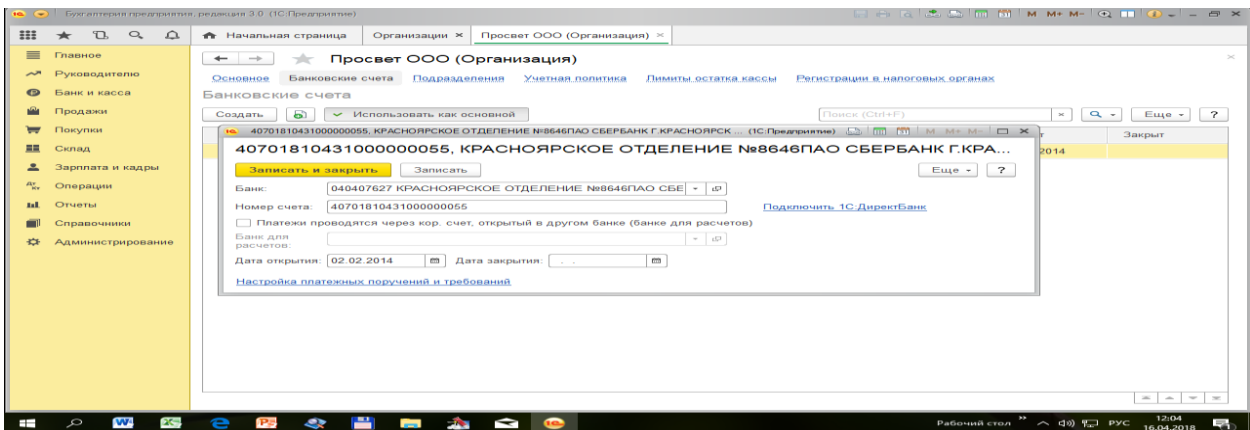 Бухгалтерия предприятия, редакция 3.0 (1С:Предприятие) M M+ M-
Начальная страница Организации × Просвет ООО (Организация) ×
Главное
Руководителю
Банк и касса
Продажи
Покупки
Склад
Зарплата и кадры
Операции
Отчеты
Справочники
Администрирование
Просвет ООО (Организация)
Основное Банковские счета Подразделения Учетная политика Лимиты остатка кассы Регистрации в налоговых органах
Банковские счета
Создать Использовать как основной Поиск (Ctrl+F) × Еще ?
Закрыт
2014
40701810431000000055, КРАСНОЯРСКОЕ ОТДЕЛЕНИЕ №8646ПАО СБЕРБАНК Г.КРАСНОЯРСК ... (1С:Предприятие) M M+ M-
40701810431000000055, КРАСНОЯРСКОЕ ОТДЕЛЕНИЕ №8646ПАО СБЕРБАНК Г.КРА...
Записать и закрыть Записать Еще ?
Банк: 040407627 КРАСНОЯРСКОЕ ОТДЕЛЕНИЕ №8646ПАО СБЕ
Номер счета: 40701810431000000055 Подключить 1С:ДиректБанк
Платежи проводятся через кор. счет, открытый в другом банке (банке для расчетов)
Банк для
расчетов:
Дата открытия: 02.02.2014 Дата закрытия: . .
Настройка платежных поручений и требований
Рабочий стол РУС 12:04
16.04.2018